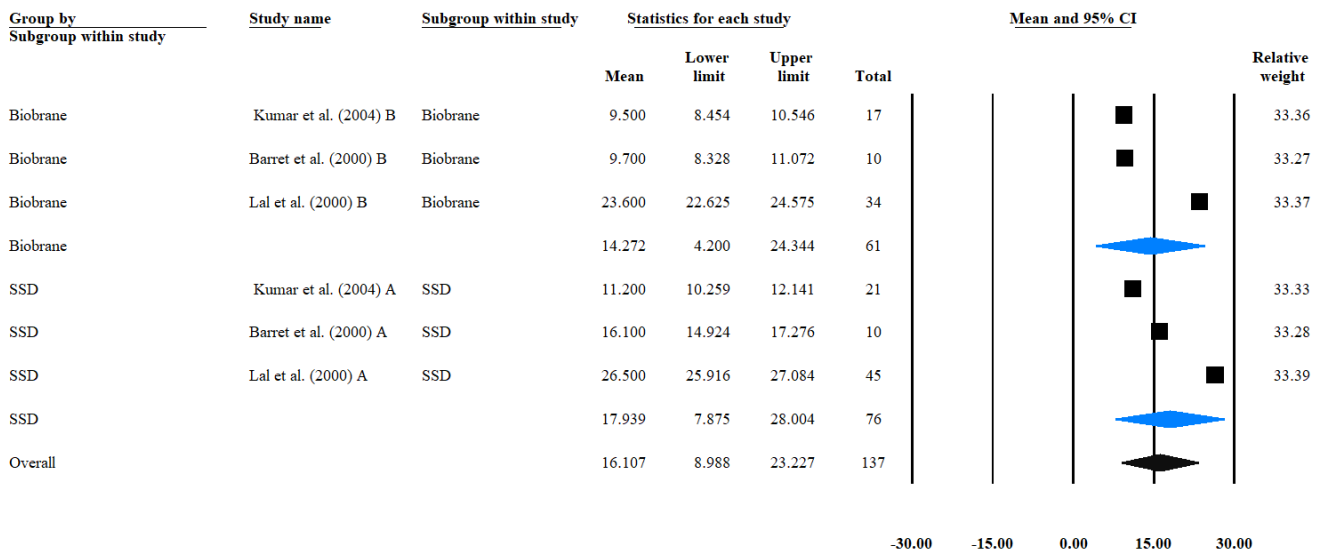 Group by Study name Subgroup within study Statistics for each study Mean and 95% CI
Subgroup within study
Lower Upper Relative
Mean limit limit Total weight
Biobrane Kumar et al. (2004) B Biobrane 9.500 8.454 10.546 17 33.36
Biobrane Barret et al. (2000) B Biobrane 9.700 8.328 11.072 10 33.27
Biobrane Lal et al. (2000) B Biobrane 23.600 22.625 24.575 34 33.37
Biobrane 14.272 4.200 24.344 61
SSD Kumar et al. (2004) A SSD 11.200 10.259 12.141 21 33.33
SSD Barret et al. (2000) A SSD 16.100 14.924 17.276 10 33.28
SSD Lal et al. (2000) A SSD 26.500 25.916 27.084 45 33.39
SSD 17.939 7.875 28.004 76
Overall 16.107 8.988 23.227 137
-30.00 -15.00 0.00 15.00 30.00